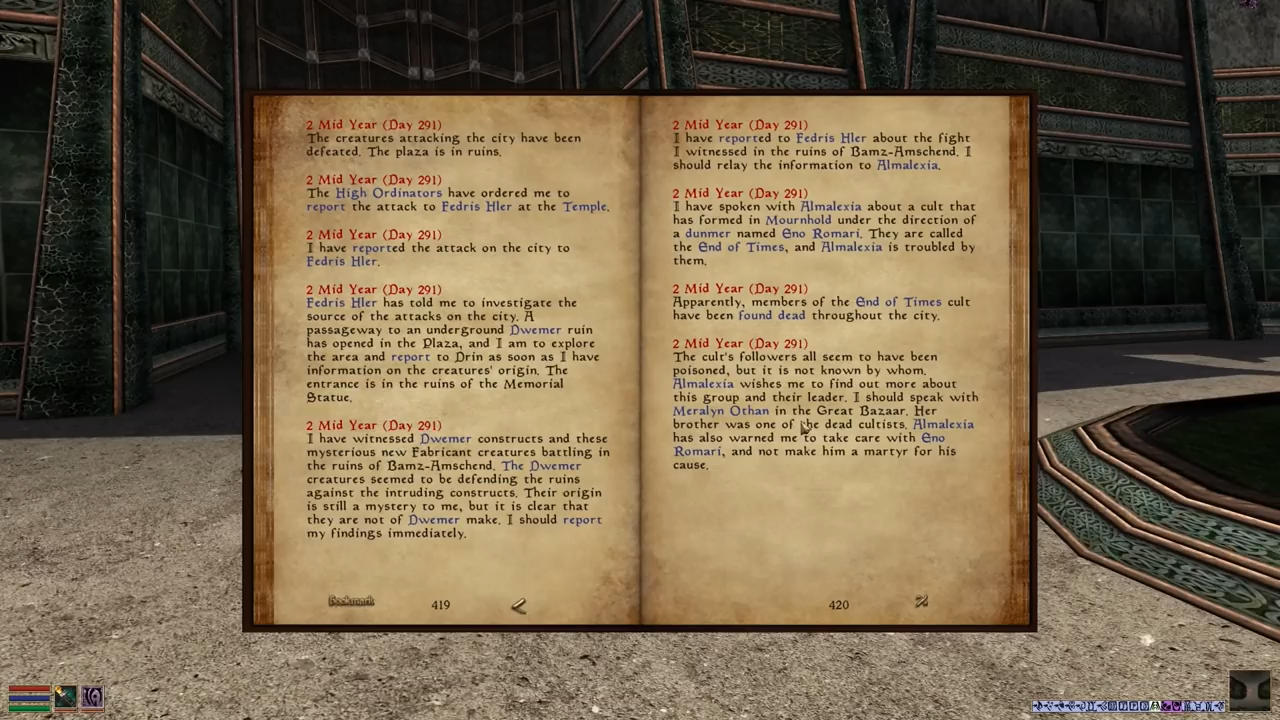 2 Mid Year (Day 291)
The creatures attacking the city have been
defeated. The plaza is in ruins.
2 Mid Year (Day 291)
The High Ordinators have ordered me to
report the attack to Fedris Hler at the Temple.
2 Mid Year (Day 291)
I have reported the attack on the city to
Fedris Hler.
2 Mid Year (Day 291)
Fedris Hler has told me to investigate the
source of the attacks on the city. A
passageway to an underground Dwemer ruin
has opened in the Plaza, and I am to explore
the area and report to Drin as soon as I have
information on the creatures' origin. The
entrance is in the ruins of the Memorial
Statue.
2 Mid Year (Day 291)
I have witnessed Dwemer constructs and these
mysterious new Fabricant creatures battling in
the ruins of Bamz-Amschend. The Dwemer
creatures seemed to be defending the ruins
against the intruding constructs. Their origin
is still a mystery to me, but it is clear that
they are not of Dwemer make. I should report
my findings immediately.
Bookmark
419
2 Mid Year (Day 291)
I have reported to Fedris Hler about the fight
I witnessed in the ruins of Bamz-Amschend. I
should relay the information to Almalexia.
2 Mid Year (Day 291)
I have spoken with Almalexia about a cult that
has formed in Mournhold under the direction of
a dunmer named Eno Romari. They are called
the End of Times, and Almalexia is troubled by
them.
2 Mid Year (Day 291)
Apparently, members of the End of Times cult
have been found dead throughout the city.
2 Mid Year (Day 291)
The cult's followers all seem to have been
poisoned, but it is not known by whom.
Almalexia wishes me to find out more about
this group and their leader. I should speak with
Meralyn Othan in the Great Bazaar. Her
brother was one of the dead cultists. Almalexia
has also warned me to take care with Eno
Romari, and not make him a martyr for his
cause.
420